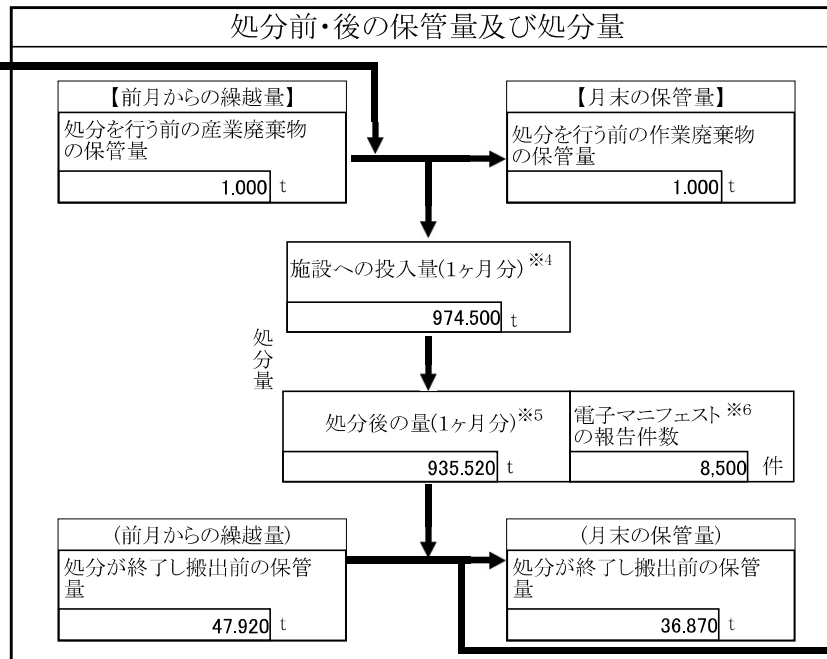 処分前・後の保管量及び処分量
【前月からの繰越量】
処分を行う前の産業廃棄物
の保管量
1.000 t
【月末の保管量】
処分を行う前の作業廃棄物
の保管量
1.000 t
施設への投入量(1ヶ月分)※4
974.500 t
処分量
処分後の量(1ヶ月分)※5
935.520 t
電子マニフェスト※6
の報告件数
8,500 件
(前月からの繰越量)
処分が終了し搬出前の保管
量
47.920 t
(月末の保管量)
処分が終了し搬出前の保管
量
36.870 t